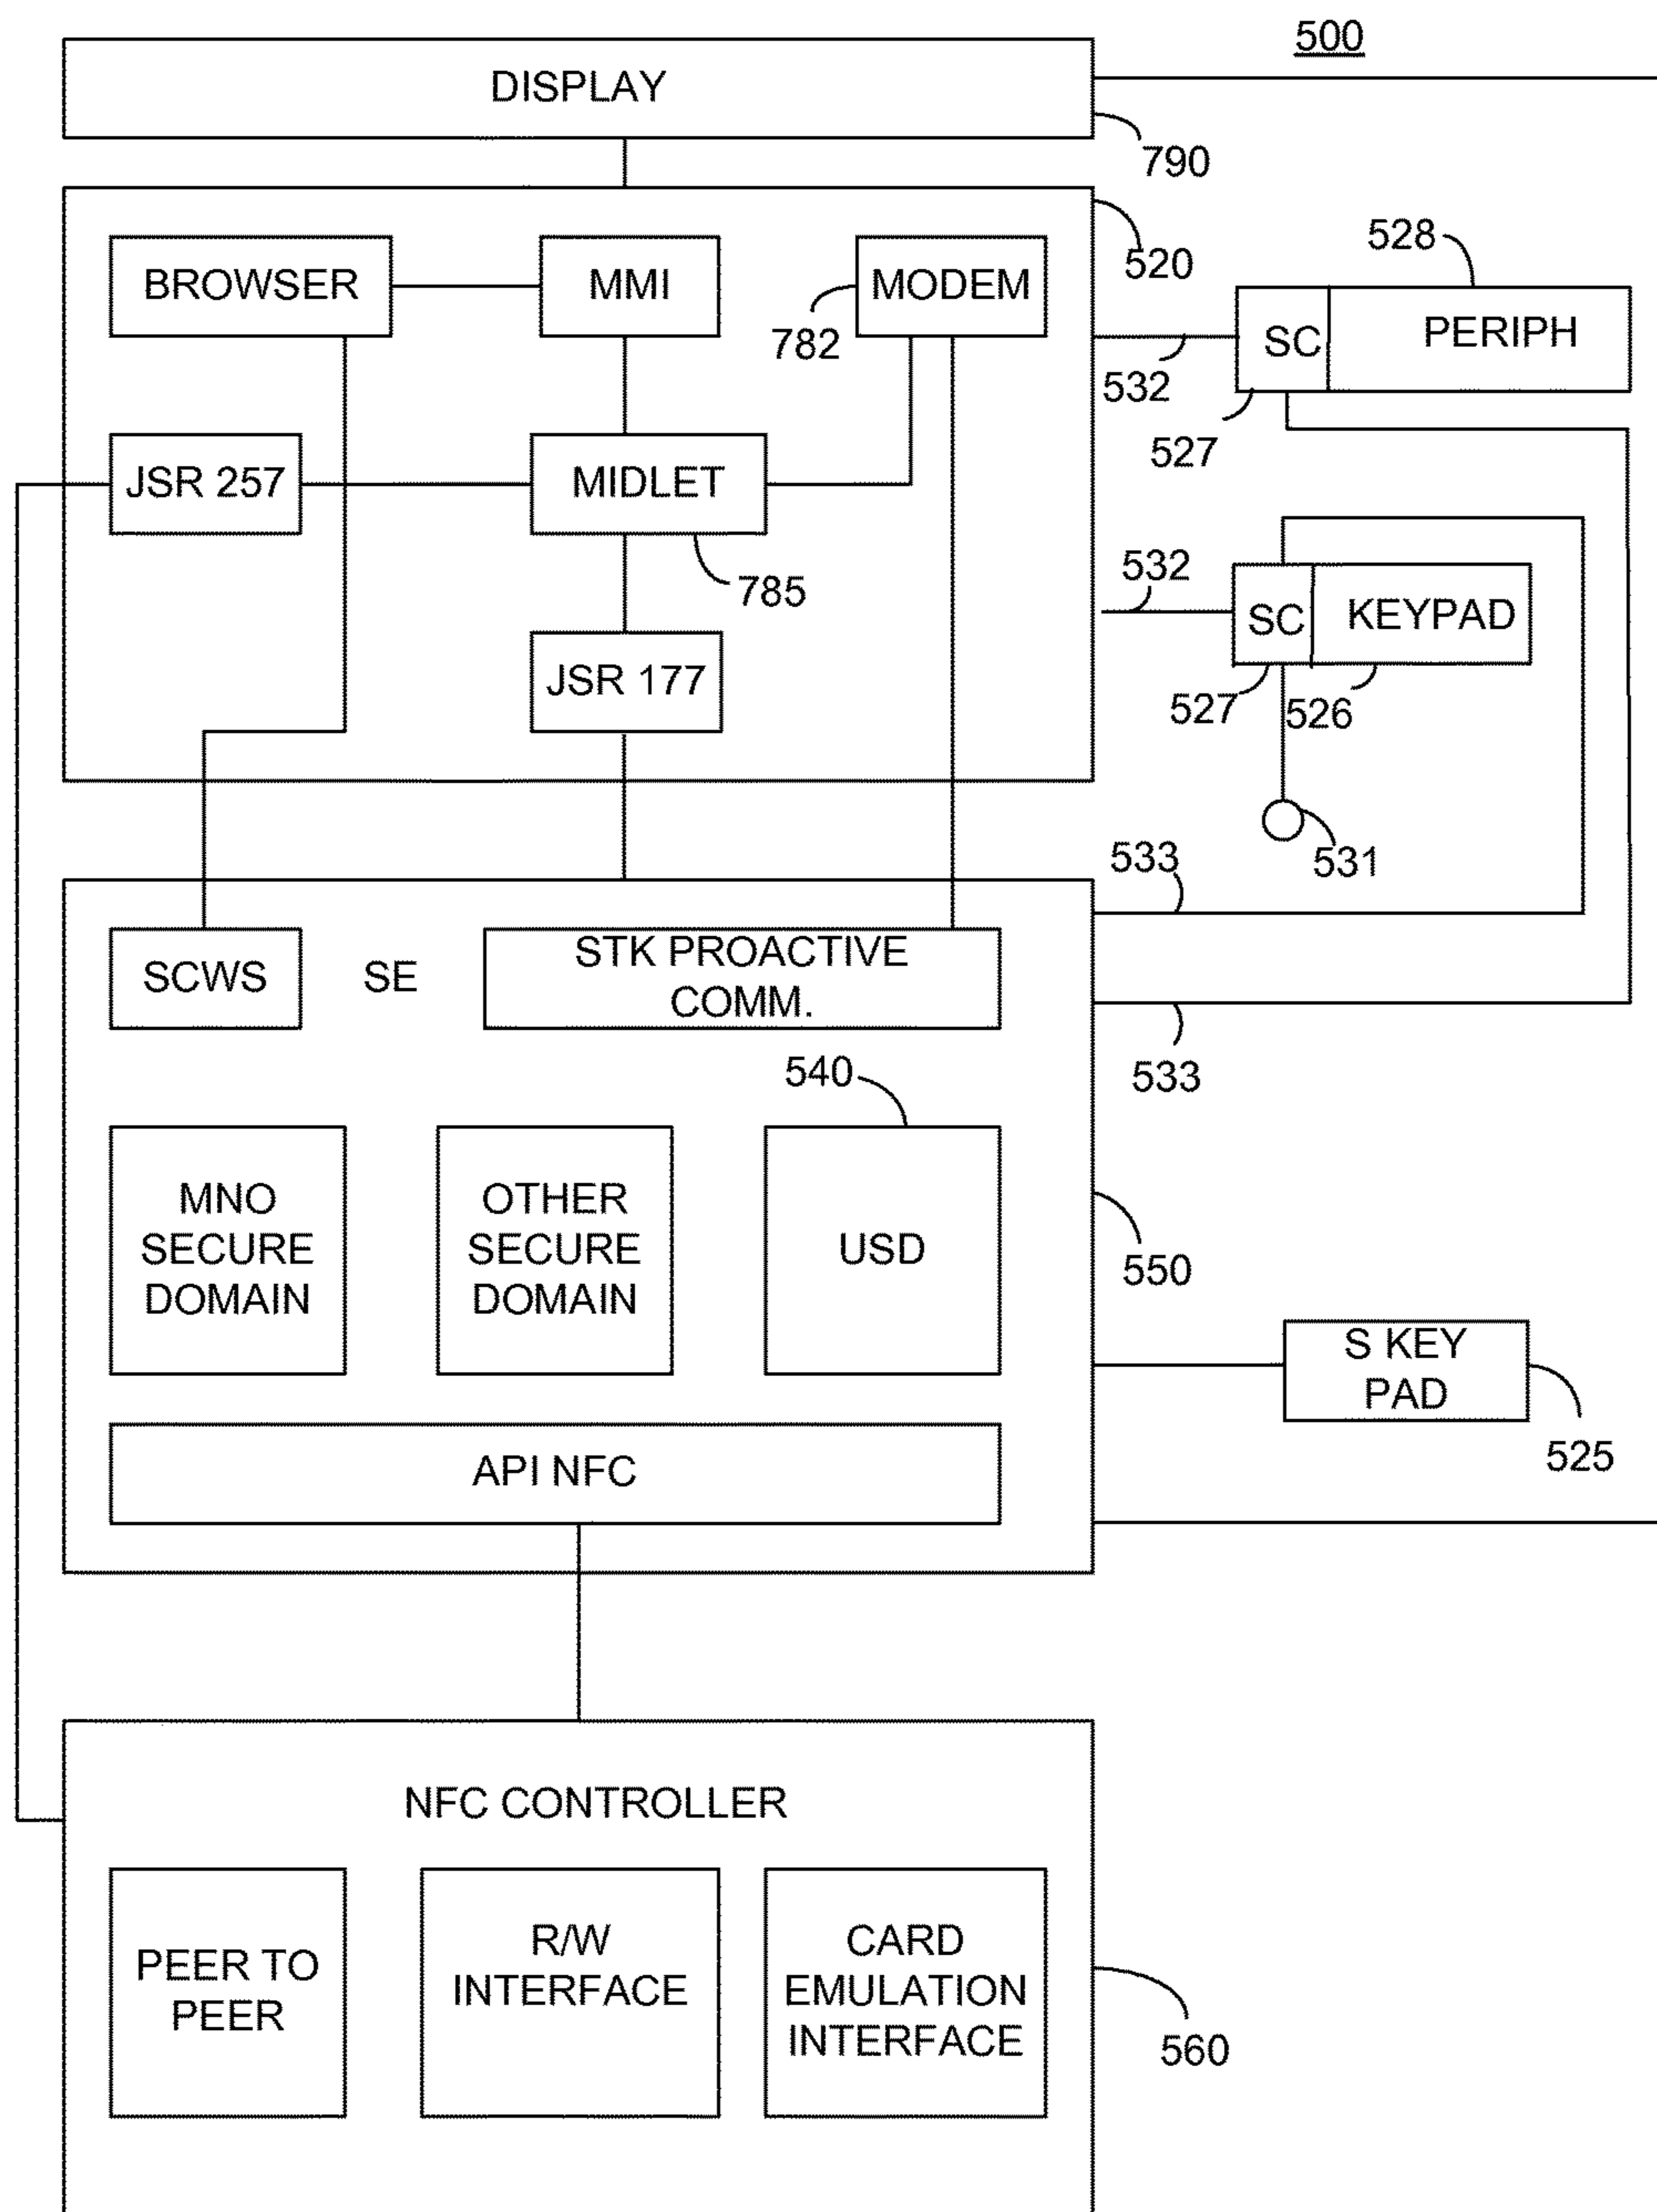 500
DISPLAY
790
520
BROWSER
MMI
MODEM
782
528
SC
PERIPH
532
527
JSR 257
MIDLET
785
532
SC
KEYPAD
527
526
JSR 177
531
533
SCWS
SE
STK PROACTIVE
COMM.
533
540
MNO
SECURE
DOMAIN
OTHER
SECURE
DOMAIN
USD
550
S KEY
PAD
525
API NFC
NFC CONTROLLER
PEER TO
PEER
R/W
INTERFACE
CARD
EMULATION
INTERFACE
560